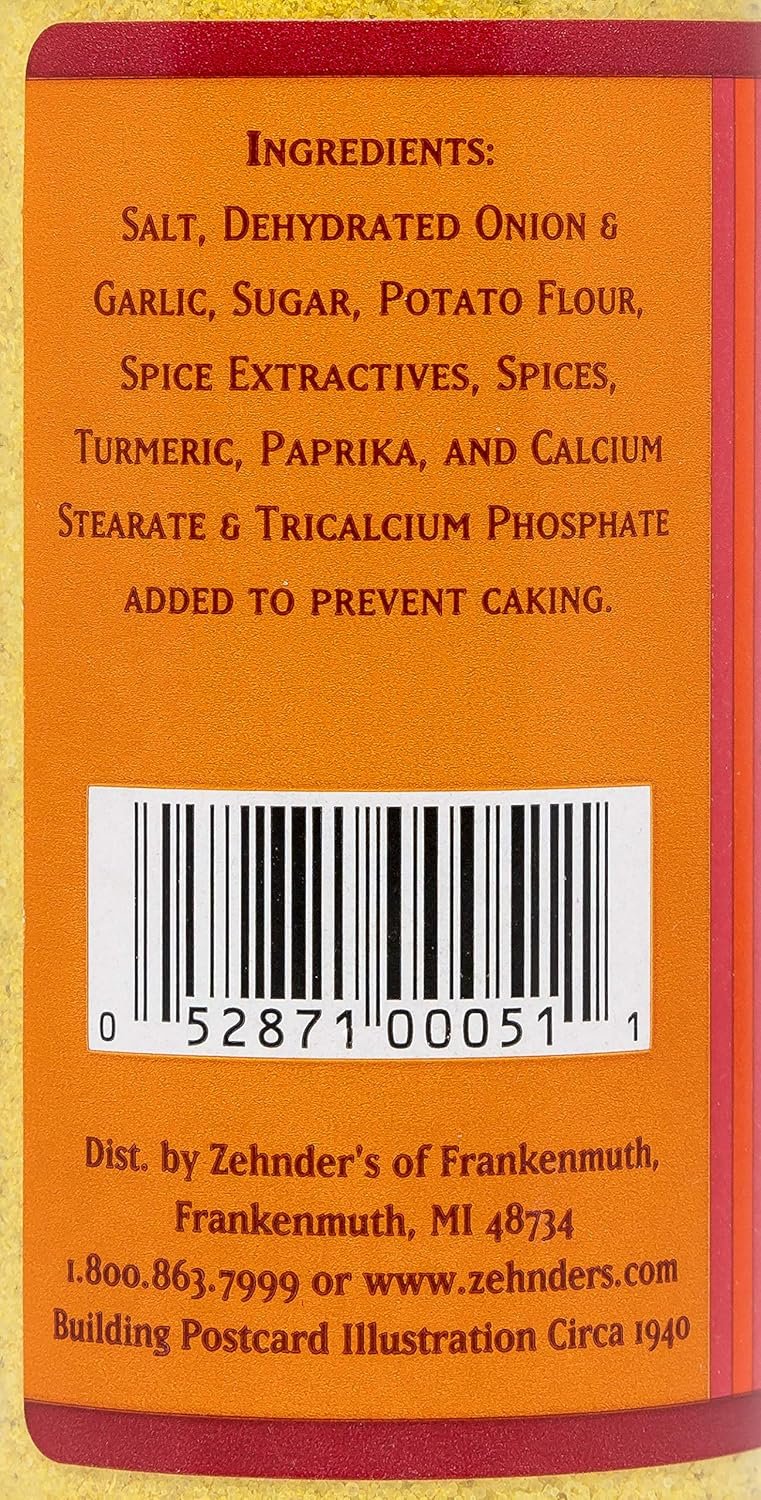 INGREDIENTS:
SALT, DEHYDRATED ONION &
GARLIC, SUGAR, POTATO FLOUR,
SPICE EXTRACTIVES, SPICES,
TURMERIC, PAPRIKA, AND CALCIUM
STEARATE & TRICALCIUM PHOSPHATE
ADDED TO PREVENT CAKING.
0 52871 00051 1
Dist. by Zehnder's of Frankenmuth,
Frankenmuth, MI 48734
1.800.863.7999 or www.zehnders.com
Building Postcard Illustration Circa 1940